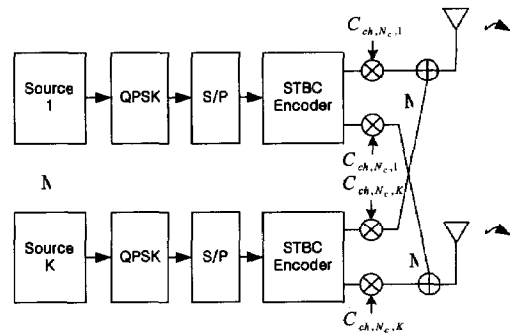 C_{ch,N_c,1}
Source 1
QPSK
S/P
STBC Encoder
M
C_{ch,N_c,1}
C_{ch,N_c,K}
M
Source K
QPSK
S/P
STBC Encoder
M
C_{ch,N_c,K}